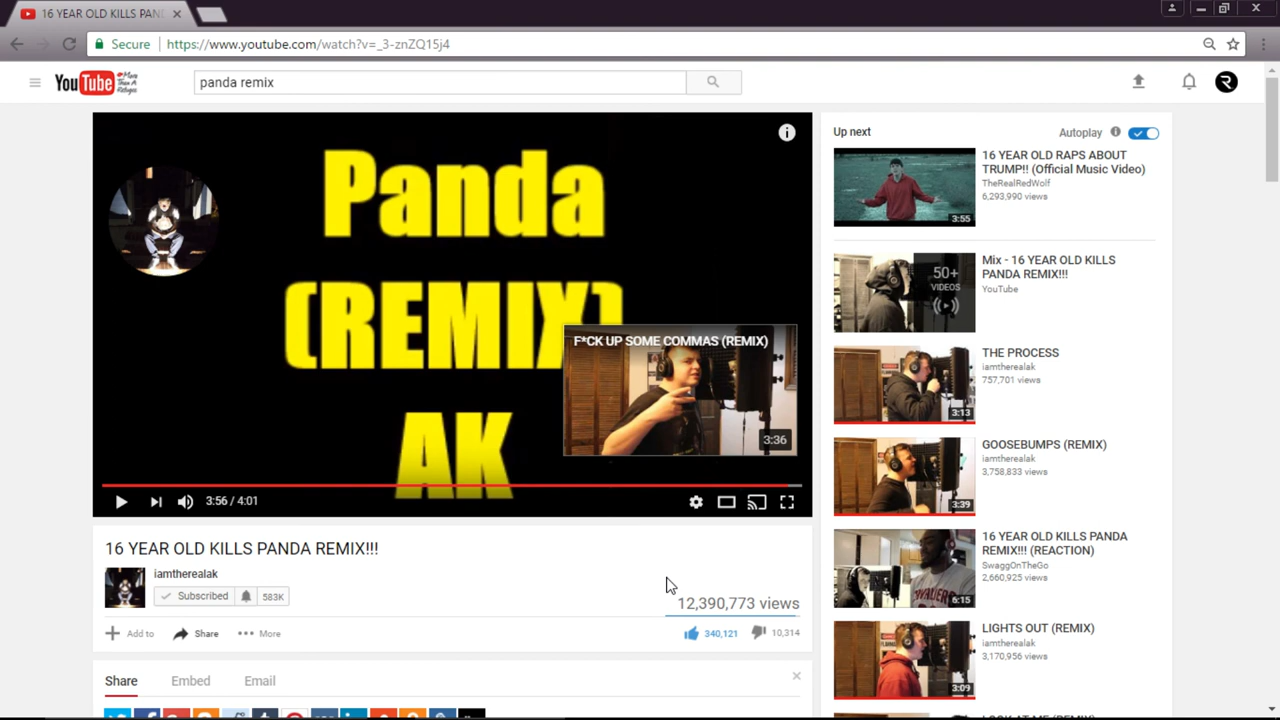 16 YEAR OLD KILLS PAND
Secure
https://www.youtube.com/watch?v=_3-znZQ15j4
YouTube
More
Than A
Refugee
panda remix
Panda
(REMIX)
AK
F*CK UP SOME COMMAS (REMIX)
3:36
3:56 / 4:01
16 YEAR OLD KILLS PANDA REMIX!!!
iamtherealak
Subscribed
583K
12,390,773 views
Add to
Share
More
340,121
10,314
Share
Embed
Email
Up next
Autoplay
16 YEAR OLD RAPS ABOUT
TRUMP!! (Official Music Video)
TheRealRedWolf
6,293,990 views
3:55
Mix - 16 YEAR OLD KILLS
PANDA REMIX!!!
YouTube
50+
VIDEOS
THE PROCESS
iamtherealak
757,701 views
3:13
GOOSEBUMPS (REMIX)
iamtherealak
3,758,833 views
3:39
16 YEAR OLD KILLS PANDA
REMIX!!! (REACTION)
SwaggOnTheGo
2,660,925 views
6:15
LIGHTS OUT (REMIX)
iamtherealak
3,170,956 views
3:09